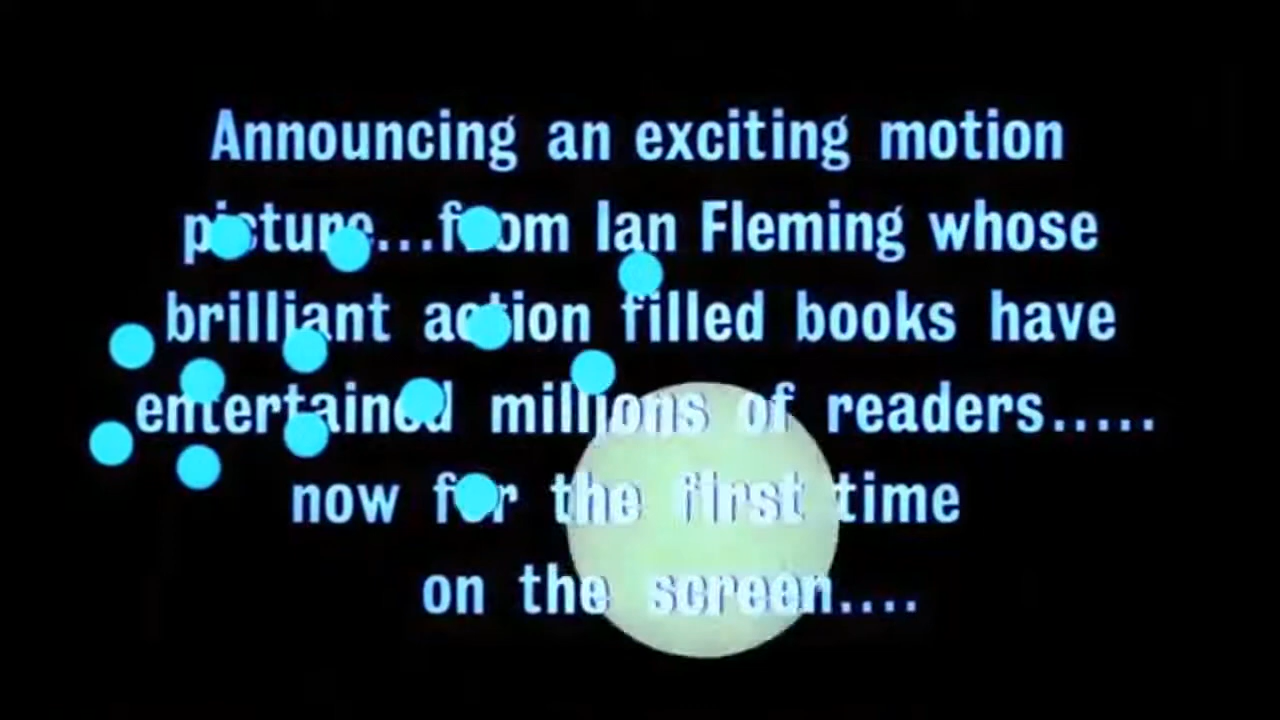 Announcing an exciting motion
picture...from Ian Fleming whose
brilliant action filled books have
entertained millions of readers.....
now for the first time
on the screen....